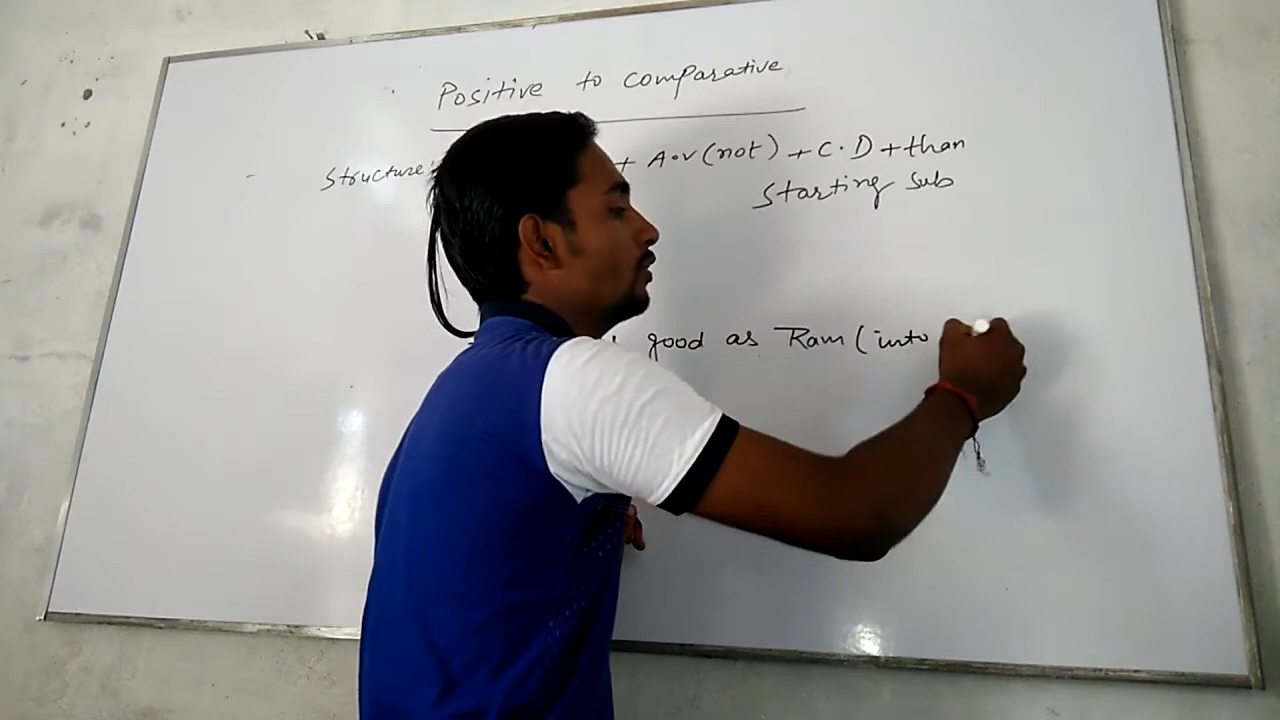 Positive to comparative
Structure: + A.V (not) + C.D + than
Starting sub
good as Ram (into